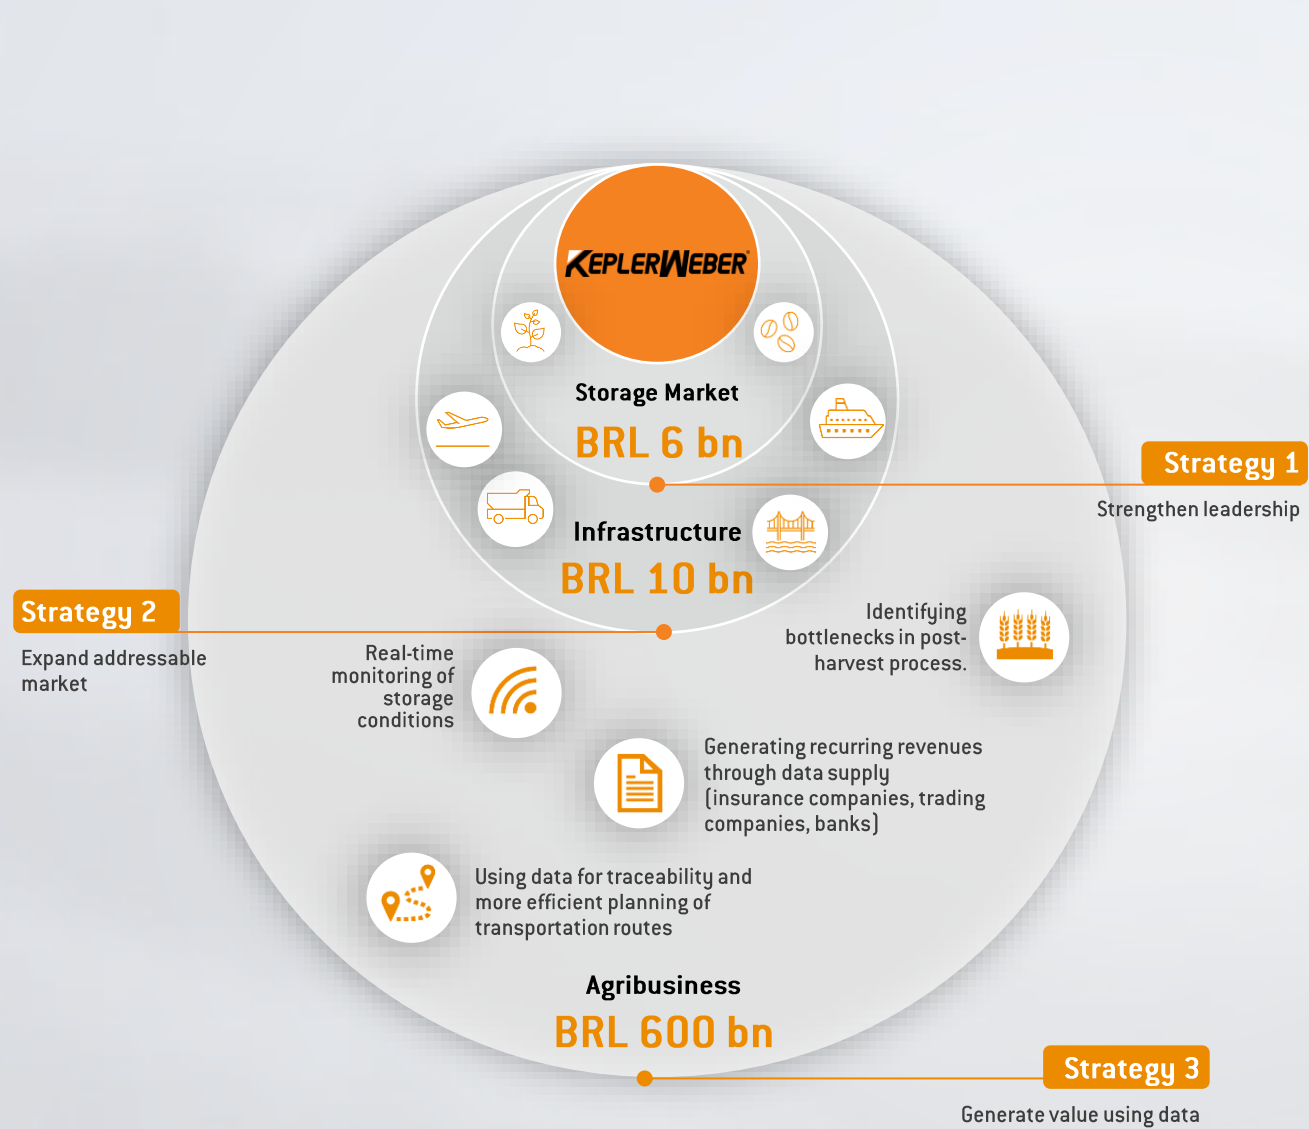 KEPLERWEBER
Storage Market
BRL 6 bn
Strategy 1
Strengthen leadership
Infrastructure
BRL 10 bn
Strategy 2
Expand addressable
market
Real-time
monitoring of
storage
conditions
Identifying
bottlenecks in post-
harvest process.
Generating recurring revenues
through data supply
(insurance companies, trading
companies, banks)
Using data for traceability and
more efficient planning of
transportation routes
Agribusiness
BRL 600 bn
Strategy 3
Generate value using data